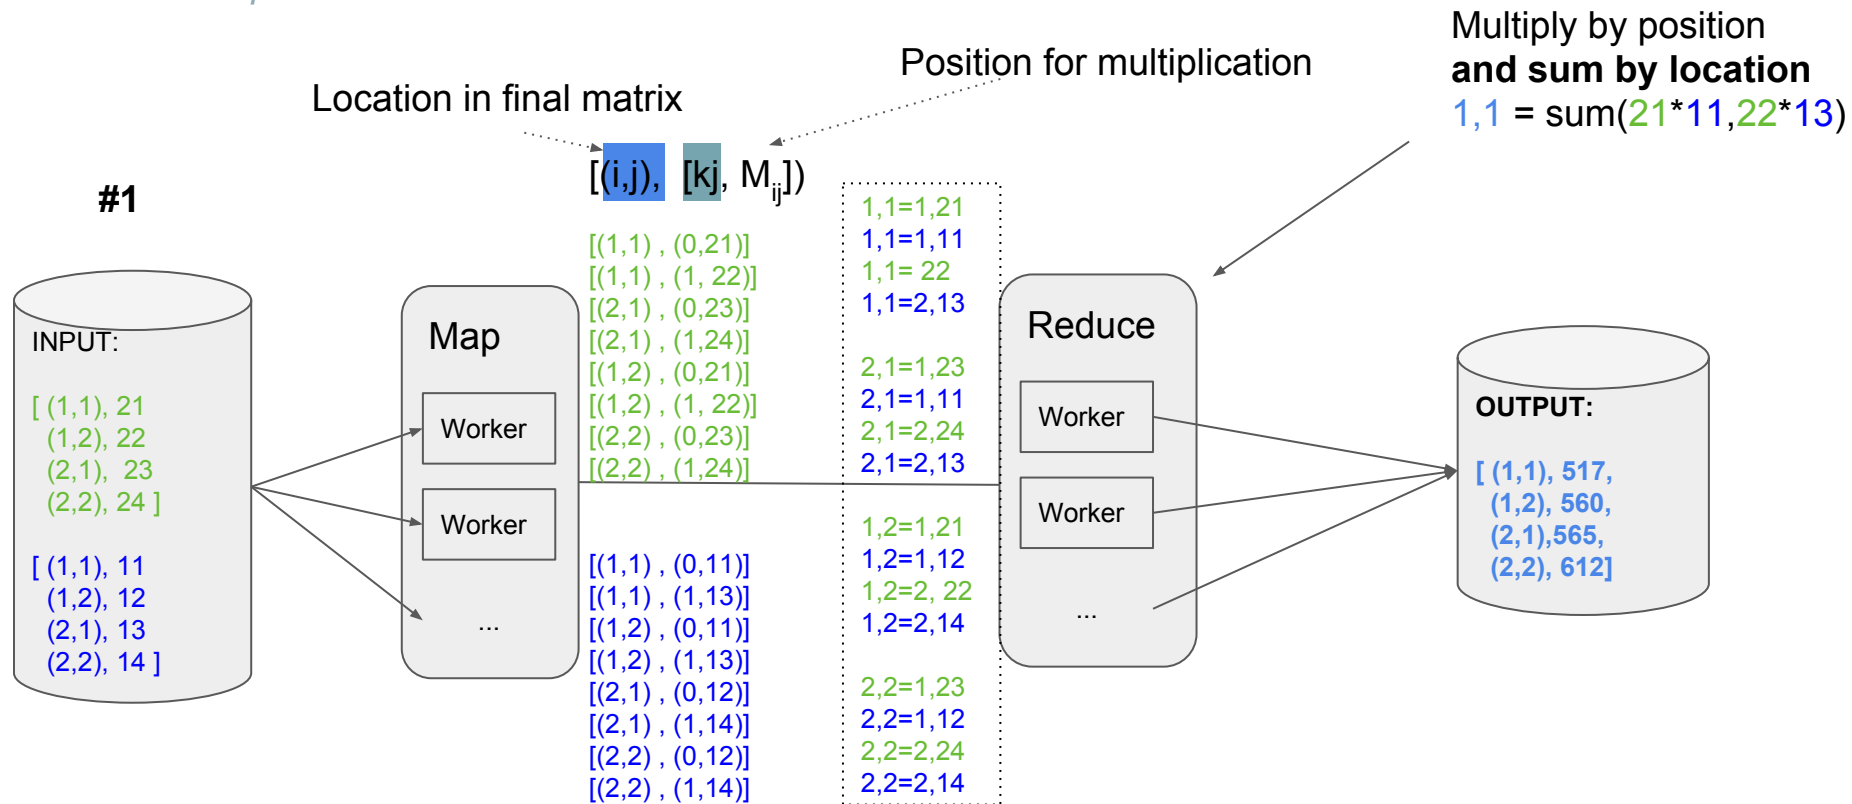 Multiply by position
and sum by location
1,1 = sum(21*11,22*13)
Position for multiplication
Location in final matrix
[(i,j), [kj, Mij])
#1
INPUT:
[ (1,1), 21
(1,2), 22
(2,1), 23
(2,2), 24 ]
[ (1,1), 11
(1,2), 12
(2,1), 13
(2,2), 14 ]
Map
Worker
Worker
...
[(1,1) , (0,21)]
[(1,1) , (1, 22)]
[(2,1) , (0,23)]
[(2,1) , (1,24)]
[(1,2) , (0,21)]
[(1,2) , (1, 22)]
[(2,2) , (0,23)]
[(2,2) , (1,24)]
[(1,1) , (0,11)]
[(1,1) , (1,13)]
[(1,2) , (0,11)]
[(1,2) , (1,13)]
[(2,1) , (0,12)]
[(2,1) , (1,14)]
[(2,2) , (0,12)]
[(2,2) , (1,14)]
1,1=1,21
1,1=1,11
1,1= 22
1,1=2,13
2,1=1,23
2,1=1,11
2,1=2,24
2,1=2,13
1,2=1,21
1,2=1,12
1,2=2, 22
1,2=2,14
2,2=1,23
2,2=1,12
2,2=2,24
2,2=2,14
Reduce
Worker
Worker
...
OUTPUT:
[ (1,1), 517,
(1,2), 560,
(2,1),565,
(2,2), 612]